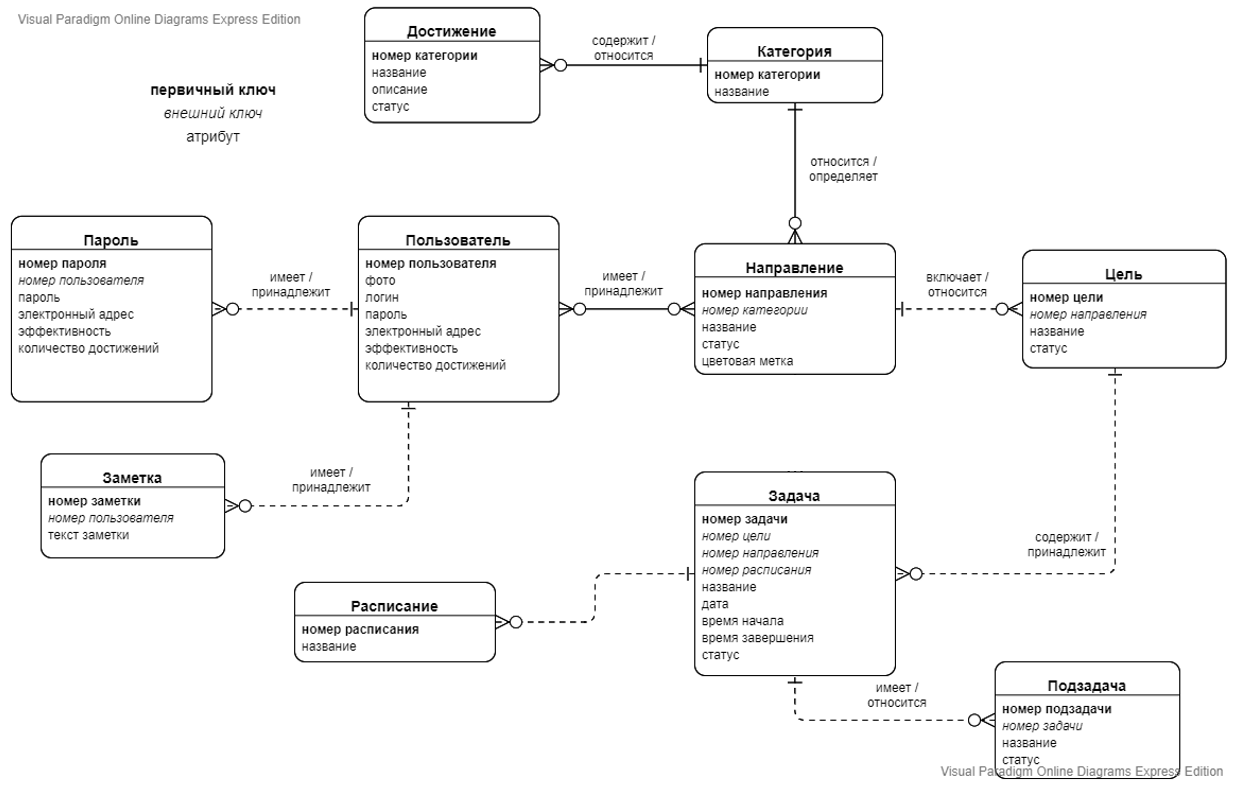 Visual Paradigm Online Diagrams Express Edition
первичный ключ
внешний ключ
атрибут
Достижение
номер категории
название
описание
статус
содержит /
относится
Категория
номер категории
название
относится /
определяет
Пароль
номер пароля
номер пользователя
пароль
электронный адрес
эффективность
количество достижений
имеет /
принадлежит
Пользователь
номер пользователя
фото
логин
пароль
электронный адрес
эффективность
количество достижений
имеет /
принадлежит
Направление
номер направления
номер категории
название
статус
цветовая метка
включает /
относится
Цель
номер цели
номер направления
название
статус
Заметка
номер заметки
номер пользователя
текст заметки
имеет /
принадлежит
Задача
номер задачи
номер цели
номер направления
номер расписания
название
дата
время начала
время завершения
статус
содержит /
принадлежит
Расписание
номер расписания
название
имеет /
относится
Подзадача
номер подзадачи
номер задачи
название
статус
Visual Paradigm Online Diagrams Express Edition